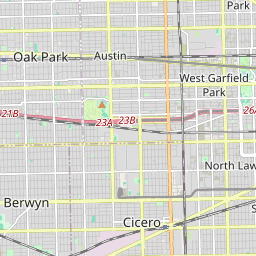 Park
Oak Park
Austin
West Garfield
Park
21B
23A
23B
26A
North Law
Berwyn
Cicero